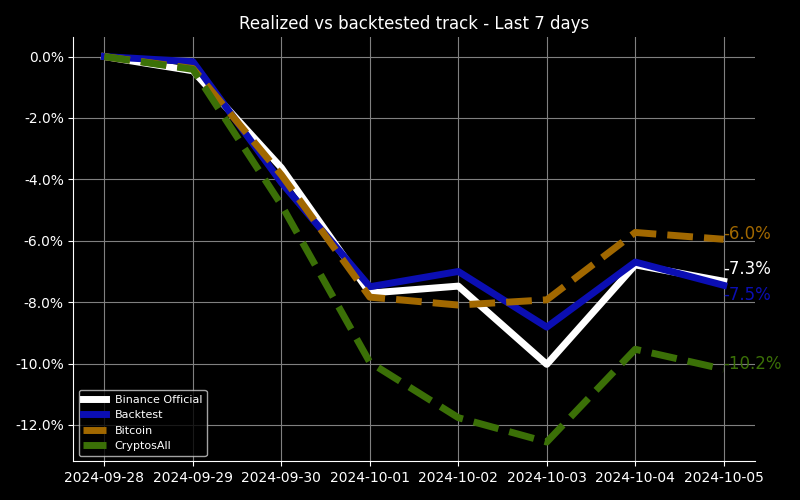 Realized vs backtested track - Last 7 days
0.0%
-2.0%
-4.0%
-6.0%
-8.0%
-10.0%
-12.0%
-6.0%
-7.3%
-7.5%
-10.2%
Binance Official
Backtest
Bitcoin
CryptosAll
2024-09-28 2024-09-29 2024-09-30 2024-10-01 2024-10-02 2024-10-03 2024-10-04 2024-10-05